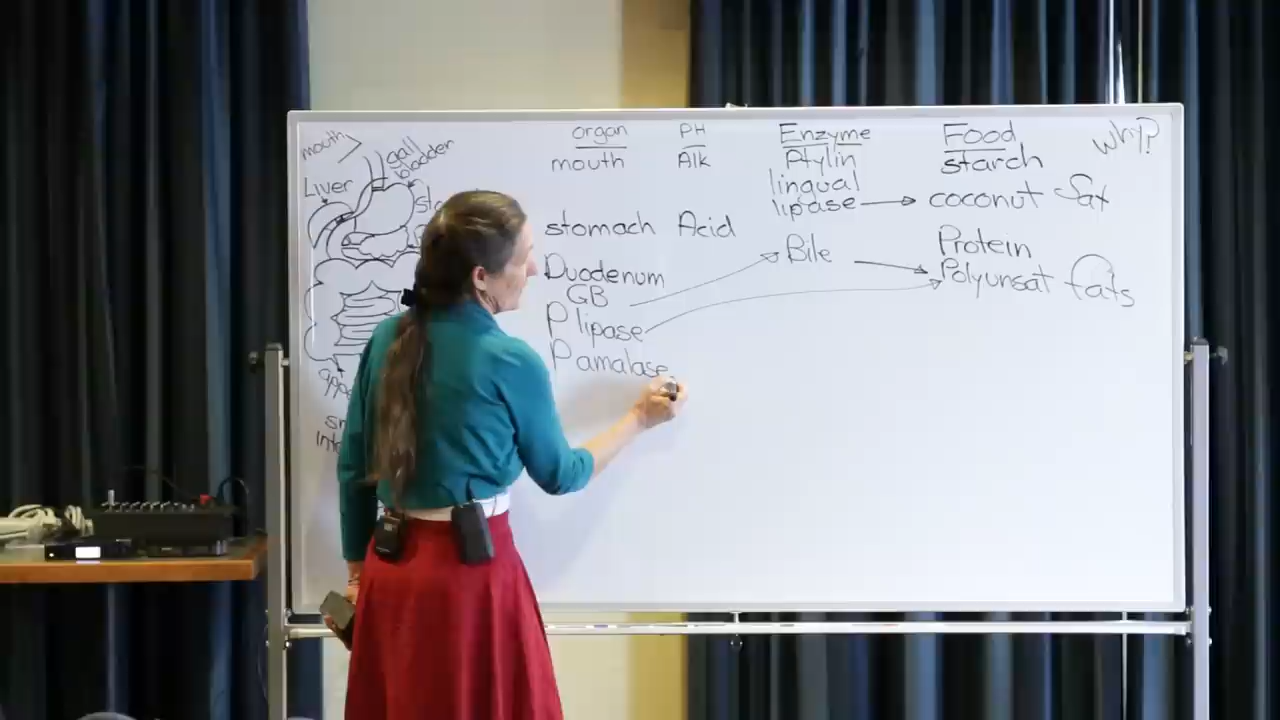 mouth
gall
bladder
Liver
organ PH Enzyme Food why?
mouth Alk Ptylin starch
lingual
lipase coconut Sat
stomach Acid
Bile Protein
Duodenum Polyunsat fats
GB
P lipase
P amalase